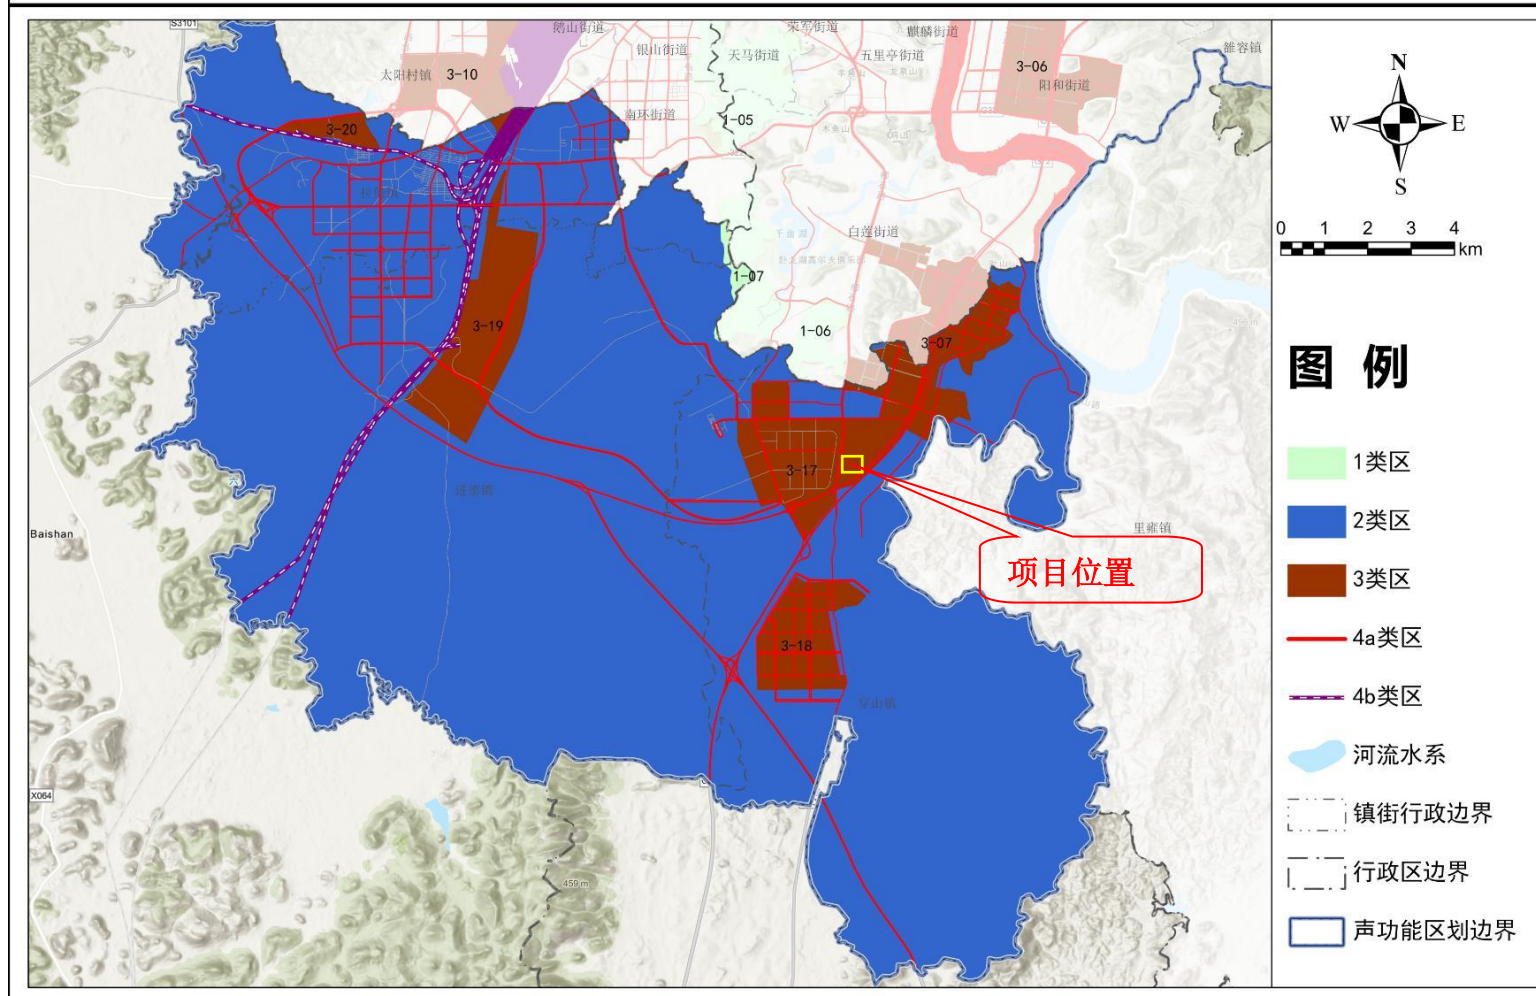 S3101
鹅山街道
荣军街道
麒麟街道
银山街道
天马街道
五里亭街道
雒容镇
太阳村镇
3-10
3-06
阳和街道
南环街道
1-05
3-20
白莲街道
1-07
3-19
1-06
3-07
3-17
进德镇
Baishan
里雍镇
项目位置
3-18
穿山镇
X064
459 m
N
W
E
S
0 1 2 3 4
km
图 例
1类区
2类区
3类区
4a类区
4b类区
河流水系
镇街行政边界
行政区边界
声功能区划边界